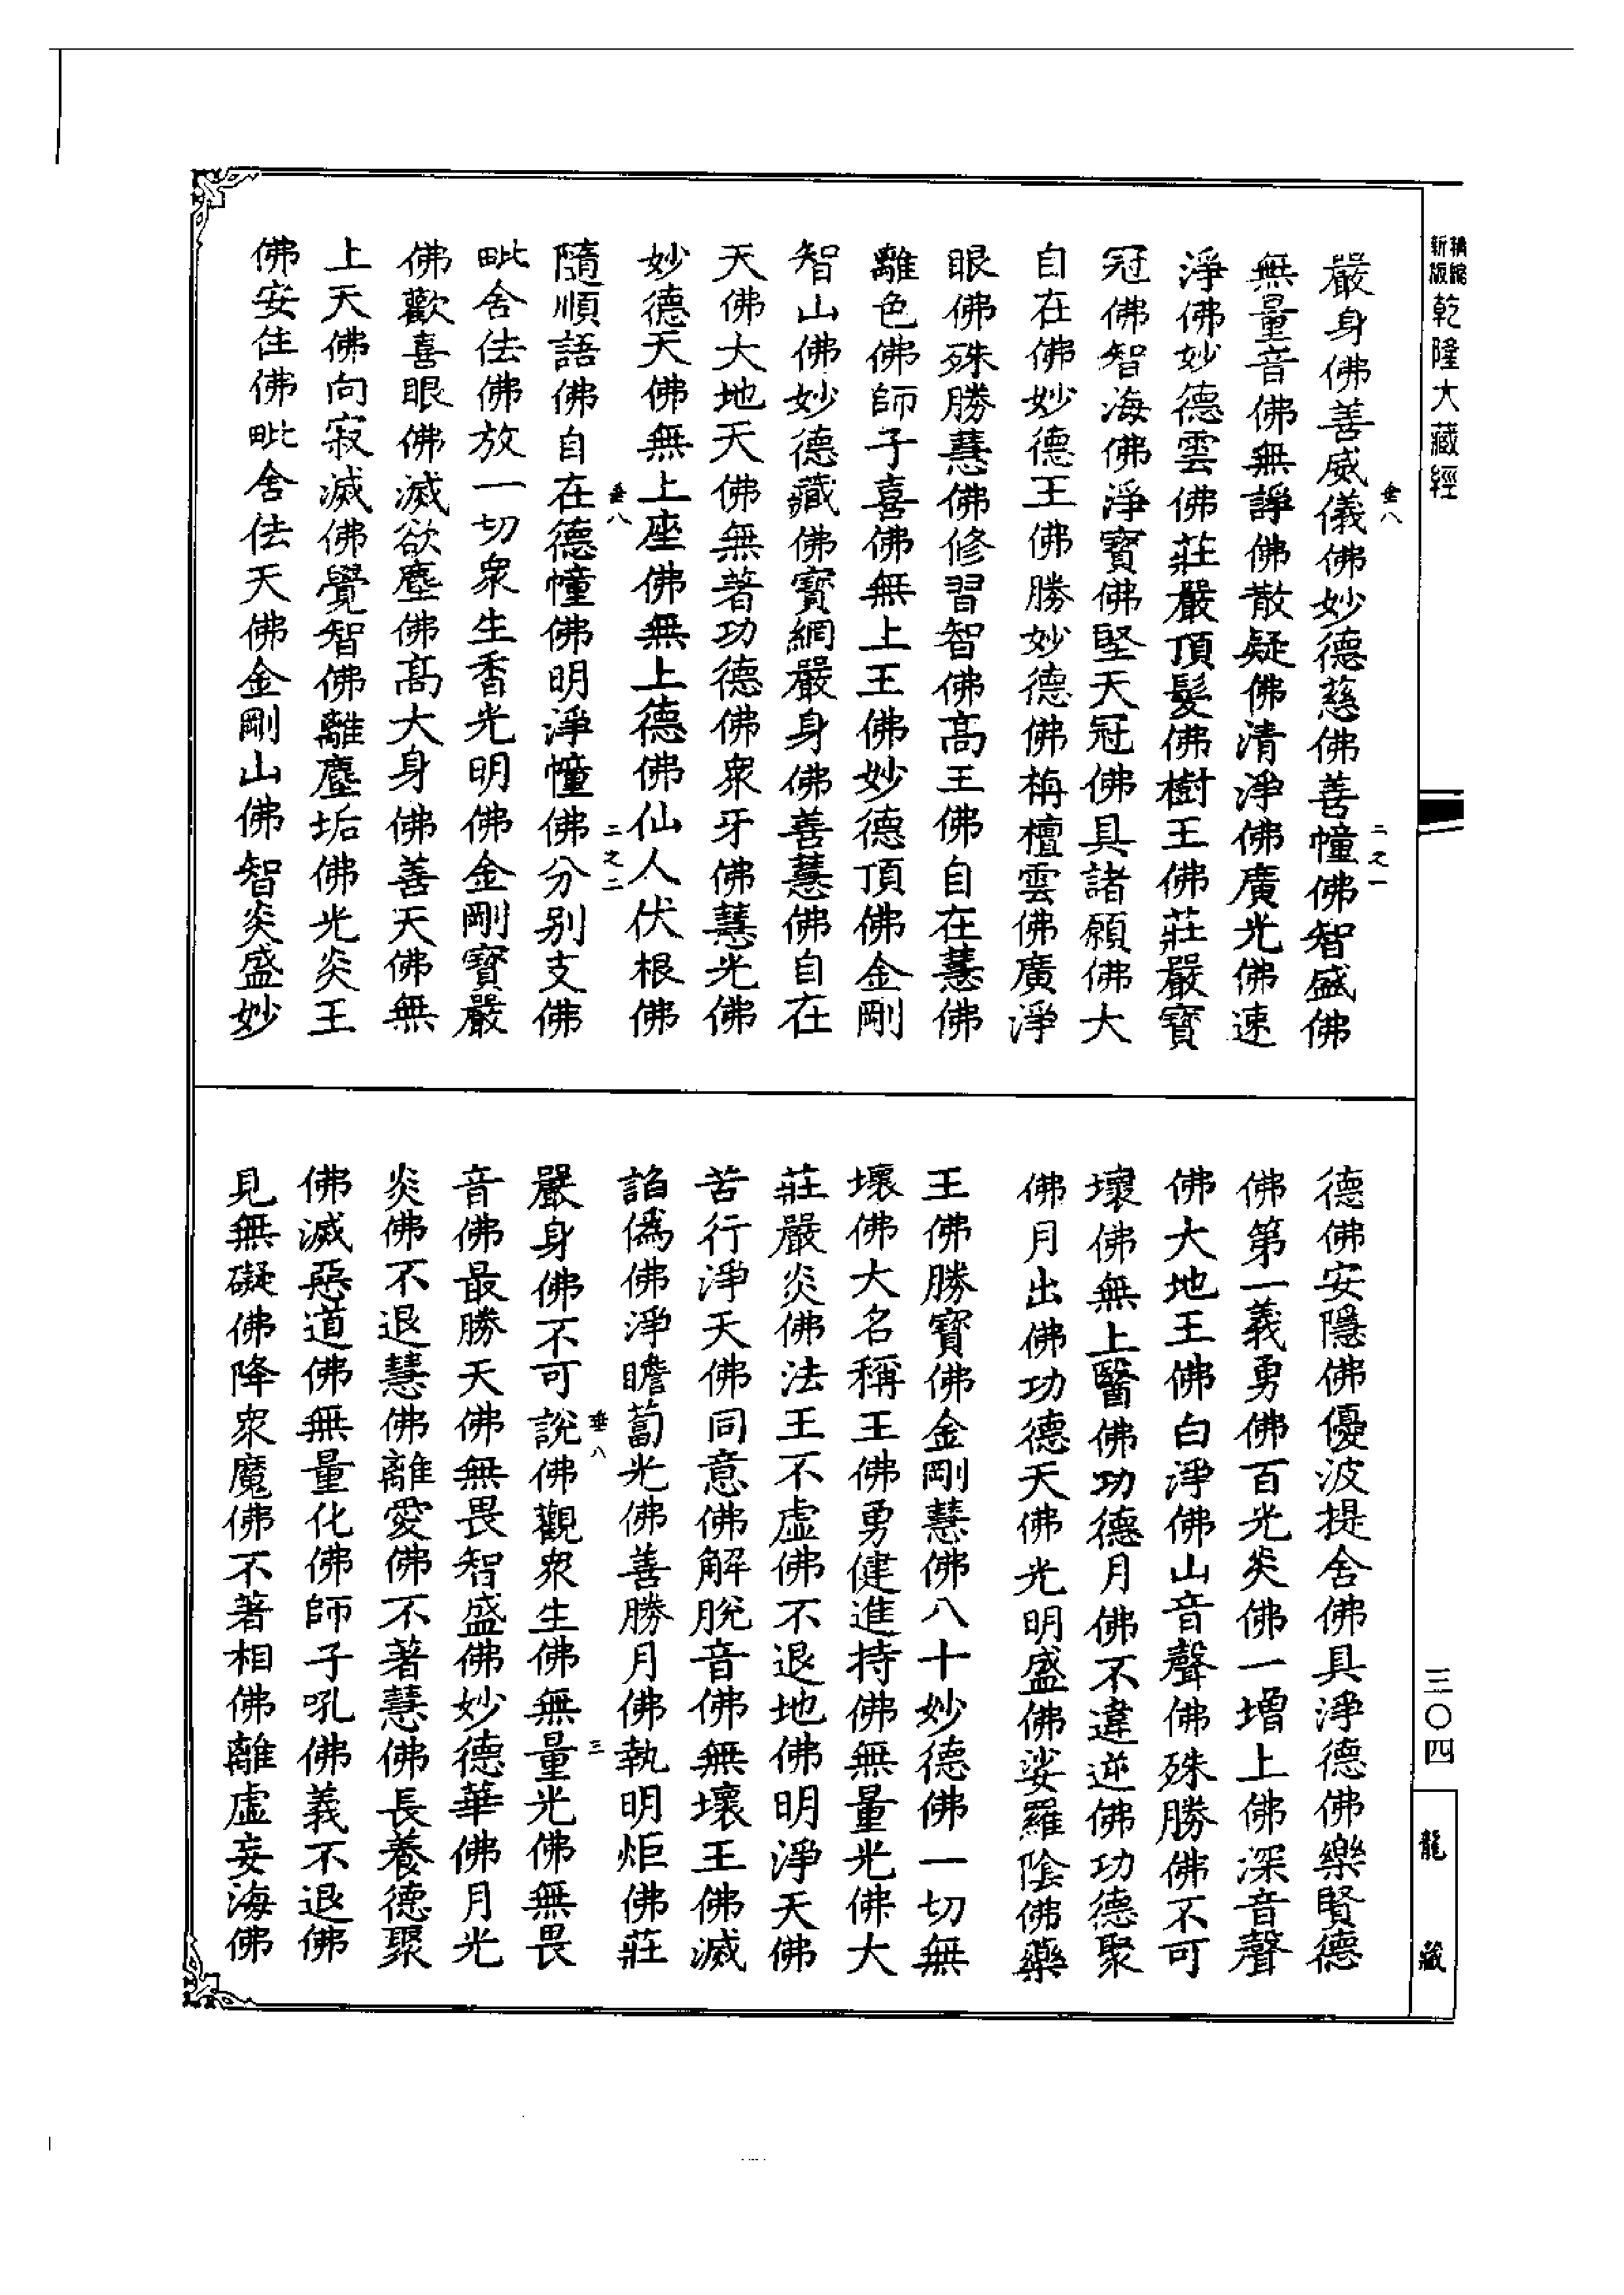 精縮新版
乾隆大藏經
垂八
二之一
嚴身佛善威儀佛妙德慈佛善幢佛智盛佛
無量音佛無諍佛散疑佛清淨佛廣光佛速
淨佛妙德雲佛莊嚴頂髮佛樹王佛莊嚴寶
冠佛智海佛淨寶佛堅天冠佛具諸願佛大
自在佛妙德王佛勝妙德佛栴檀雲佛廣淨
眼佛殊勝慧佛修習智佛高王佛自在慧佛
離色佛師子喜佛無上王佛妙德頂佛金剛
智山佛妙德藏佛寶網嚴身佛善慧佛自在
天佛大地天佛無著功德佛眾牙佛慧光佛
妙德天佛無上座佛無上德佛仙人伏根佛
垂八
二之二
隨順語佛自在德幢佛明淨幢佛分別支佛
毗舍佉佛放一切眾生香光明佛金剛寶嚴
佛歡喜眼佛滅欲塵佛高大身佛善天佛無
上天佛向寂滅佛覺智佛離塵垢佛光炎王
佛安住佛毗舍佉天佛金剛山佛智炎盛妙
德佛安隱佛優波提舍佛具淨德佛樂賢德
佛第一義勇佛百光炎佛一增上佛深音聲
佛大地王佛白淨佛山音聲佛殊勝佛不可
壞佛無上醫佛功德月佛不違逆佛功德聚
佛月出佛功德天佛光明盛佛娑羅陰佛藥
王佛勝寶佛金剛慧佛八十妙德佛一切無
壞佛大名稱王佛勇健進持佛無量光佛大
莊嚴炎佛法王不虛佛不退地佛明淨天佛
苦行淨天佛同意佛解脫音佛無壞王佛滅
諂偽佛淨瞻蔔光佛善勝月佛執明炬佛莊
垂八
三
嚴身佛不可說佛觀眾生佛無量光佛無畏
音佛最勝天佛無畏智盛佛妙德華佛月光
炎佛不退慧佛離愛佛不著慧佛長養德聚
佛滅惡道佛無量化佛師子吼佛義不退佛
見無礙佛降眾魔佛不著相佛離虛妄海佛
三〇四
龍藏